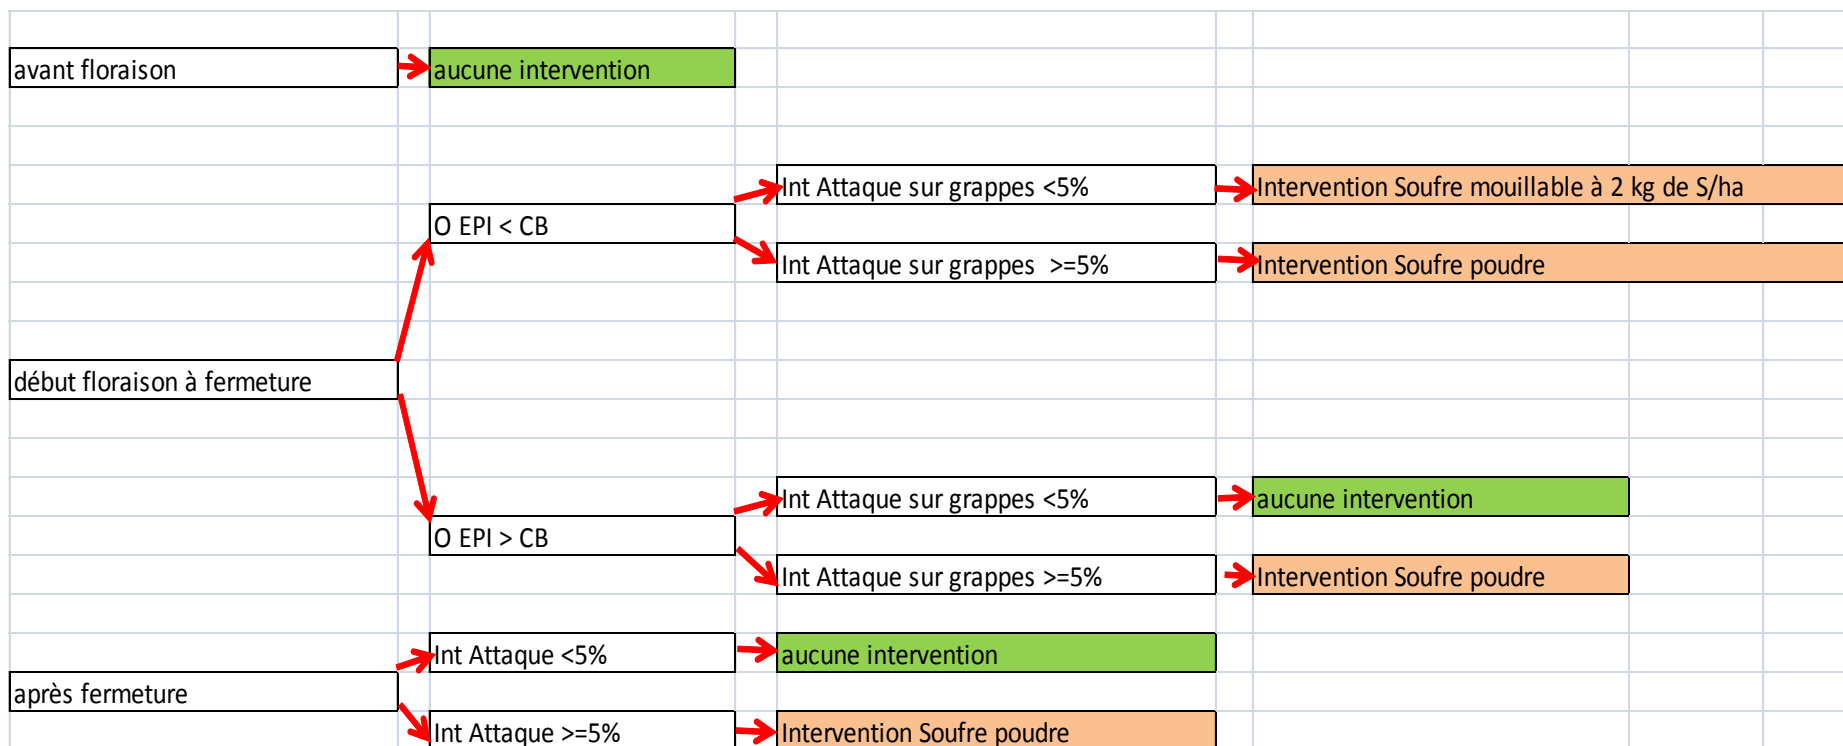 avant floraison
aucune intervention
Int Attaque sur grappes <5%
Intervention Soufre mouillable à 2 kg de S/ha
O EPI < CB
Int Attaque sur grappes >=5%
Intervention Soufre poudre
début floraison à fermeture
Int Attaque sur grappes <5%
aucune intervention
O EPI > CB
Int Attaque sur grappes >=5%
Intervention Soufre poudre
Int Attaque <5%
aucune intervention
après fermeture
Int Attaque >=5%
Intervention Soufre poudre